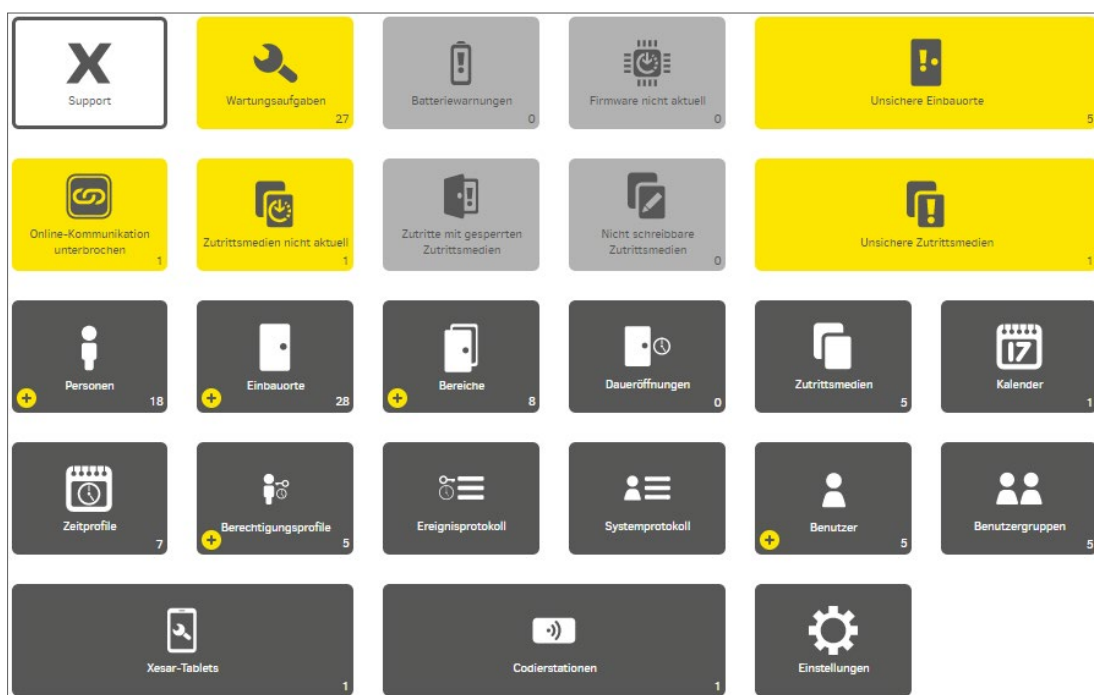 X
Support
Wartungsaufgaben
27
Batteriewarnungen
0
Firmware nicht aktuell
0
Unsichere Einbauorte
5
Online-Kommunikation
unterbrochen
1
Zutrittsmedien nicht aktuell
1
Zutritte mit gesperrten
Zutrittsmedien
Nicht schreibbare
Zutrittsmedien
0
Unsichere Zutrittsmedien
1
Personen
18
Einbauorte
28
Bereiche
8
Daueröffnungen
0
Zutrittsmedien
5
17
Kalender
1
Zeitprofile
7
Berechtigungsprofile
5
Ereignisprotokoll
Systemprotokoll
Benutzer
5
Benutzergruppen
5
Xesar-Tablets
1
Codierstationen
1
Einstellungen